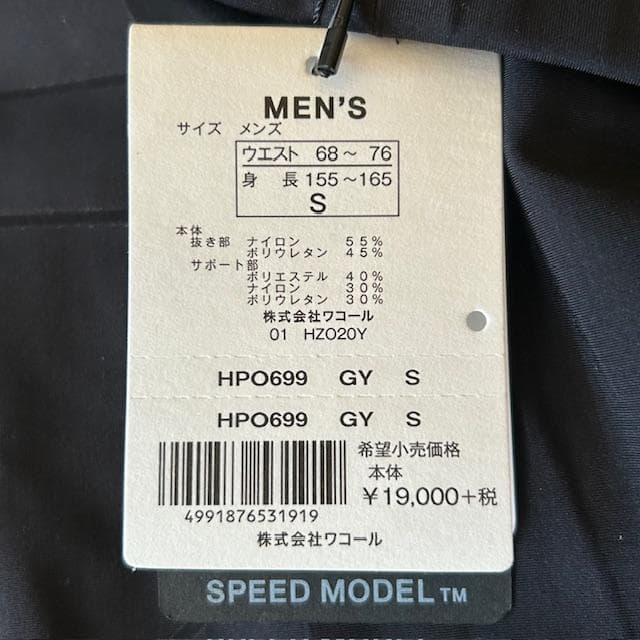 MEN'S
サイズ メンズ
ウエスト 68～ 76
身 長 155～165
S
本体
抜き部 ナイロン 55%
ポリウレタン 45%
サポート部
ポリエステル 40%
ナイロン 30%
ポリウレタン 30%
株式会社ワコール
01 HZO20Y
HPO699 GY S
HPO699 GY S
希望小売価格
本体
¥19,000+税
4991876531919
株式会社ワコール
SPEED MODEL™